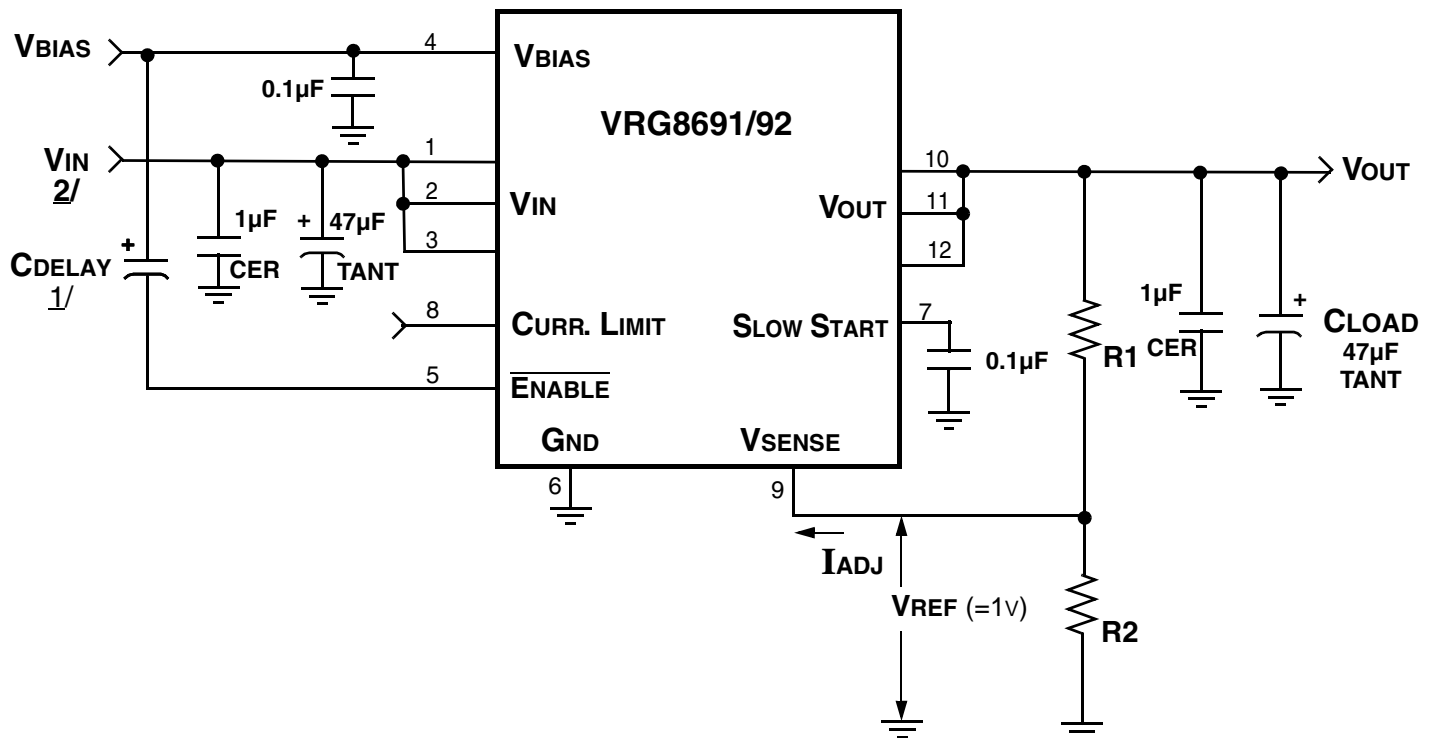 VBIAS
4
VBIAS
0.1µF
VRG8691/92
VIN
2/
1
2
3
VIN
1µF
CER
+ 47µF
TANT
+
CDELAY
1/
8
CURR. LIMIT
5
ENABLE
GND
6
VSENSE
9
SLOW START
7
0.1µF
VOUT
10
11
12
VOUT
R1
1µF
CER
+
CLOAD
47µF
TANT
IADJ
VREF (=1V)
R2